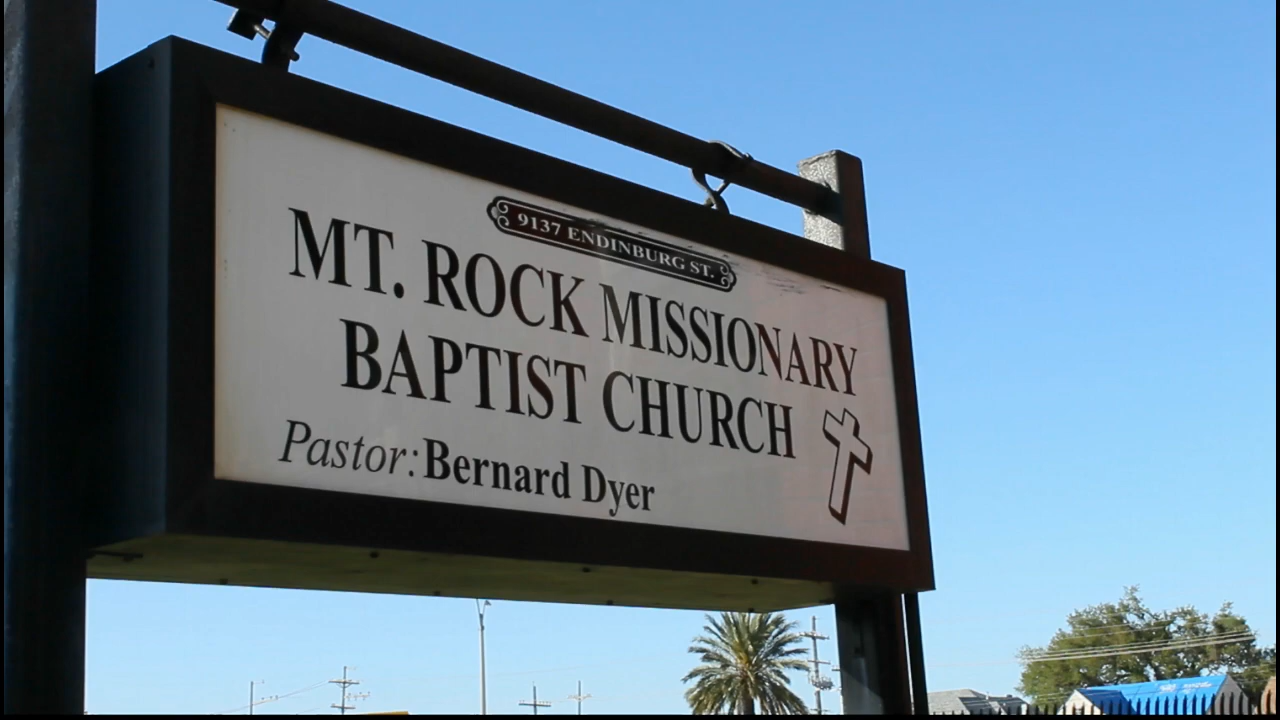 9137 ENDINBURG ST.
MT. ROCK MISSIONARY
BAPTIST CHURCH
Pastor: Bernard Dyer